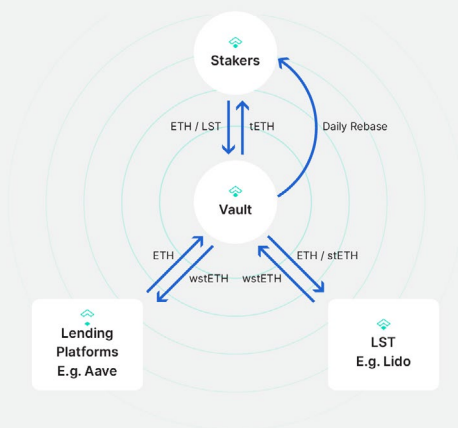 Stakers
ETH / LST
tETH
Daily Rebase
Vault
ETH
ETH / stETH
wstETH
wstETH
Lending
Platforms
E.g. Aave
LST
E.g. Lido